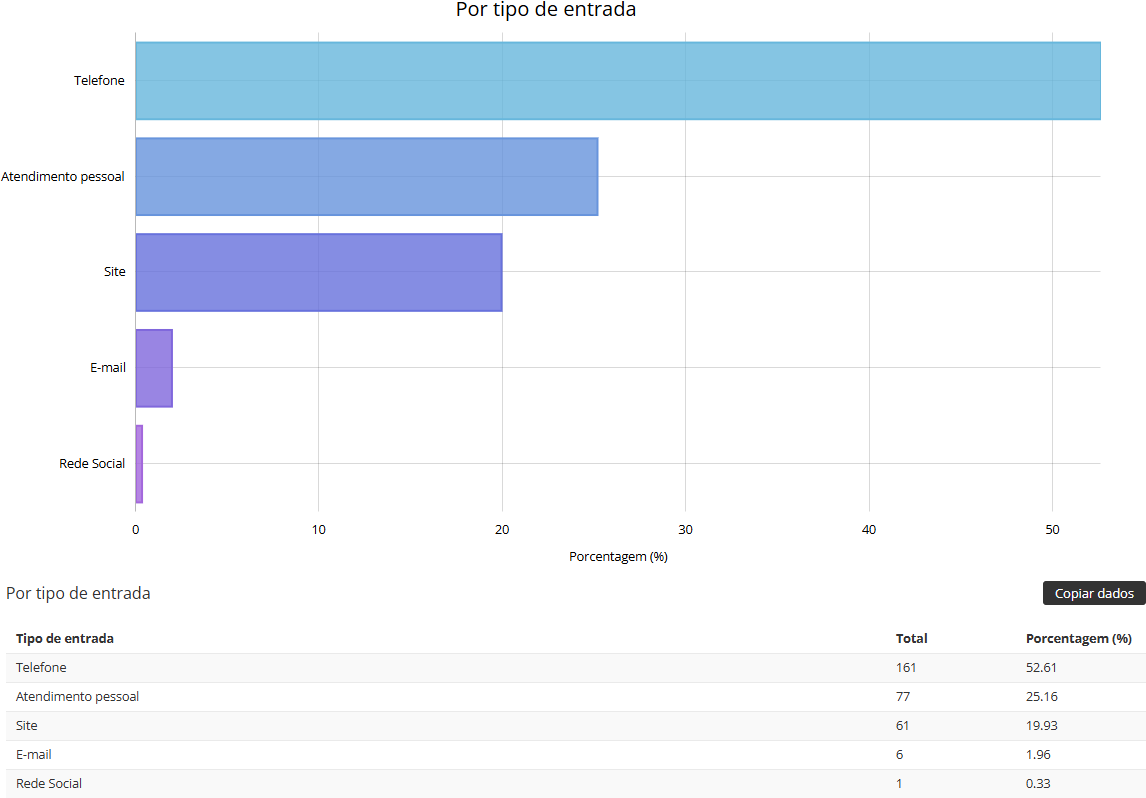 Por tipo de entrada
Telefone
Atendimento pessoal
Site
E-mail
Rede Social
0 10 20 30 40 50
Porcentagem (%)
Por tipo de entrada Copiar dados
Tipo de entrada Total Porcentagem (%)
Telefone 161 52.61
Atendimento pessoal 77 25.16
Site 61 19.93
E-mail 6 1.96
Rede Social 1 0.33